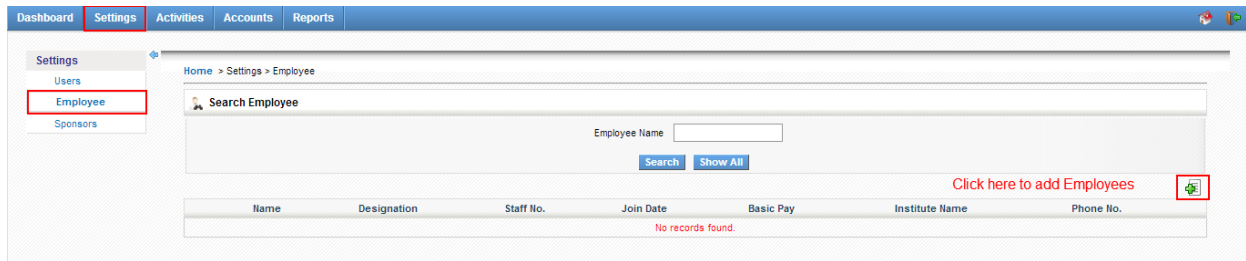 Dashboard Settings Activities Accounts Reports
Settings
Users
Employee
Sponsors
Home > Settings > Employee
Search Employee
Employee Name
Search Show All
Click here to add Employees
Name Designation Staff No. Join Date Basic Pay Institute Name Phone No.
No records found.